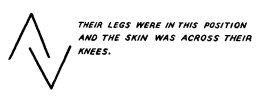 THEIR LEGS WERE IN THIS POSITION
AND THE SKIN WAS ACROSS THEIR
KNEES.